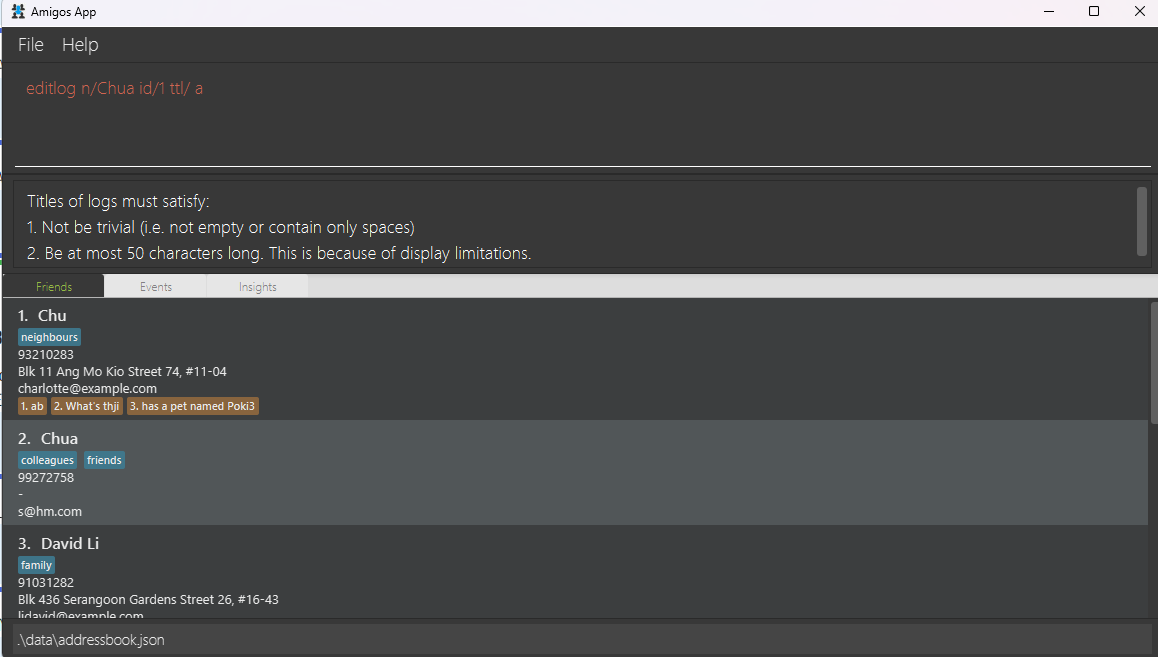 Amigos App
File Help
editlog n/Chua id/1 ttl/ a
Titles of logs must satisfy:
1. Not be trivial (i.e. not empty or contain only spaces)
2. Be at most 50 characters long. This is because of display limitations.
Friends Events Insights
1. Chu
neighbours
93210283
Blk 11 Ang Mo Kio Street 74, #11-04
charlotte@example.com
1. ab 2. What's thji 3. has a pet named Poki3
2. Chua
colleagues friends
99272758
-
s@hm.com
3. David Li
family
91031282
Blk 436 Serangoon Gardens Street 26, #16-43
lidavid@example.com
.\data\addressbook.json